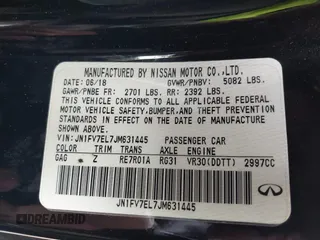 MANUFACTURED BY NISSAN MOTOR CO.,LTD.
DATE: 06/18 GVWR/PNBV: 5082 LBS.
GAWR/PNBE FR: 2701 LBS. RR: 2392 LBS.
THIS VEHICLE CONFORMS TO ALL APPLICABLE FEDERAL
MOTOR VEHICLE SAFETY, BUMPER, AND THEFT PREVENTION
STANDARDS IN EFFECT ON THE DATE OF MANUFACTURE
SHOWN ABOVE.
VIN: JN1FV7EL7JM631445 PASSENGER CAR
COLOR TRIM TRANS AXLE ENGINE
GAG * Z RE7R01A RG31 VR30(DDTT) 2997CC
JN1FV7EL7JM631445
DREAMBID